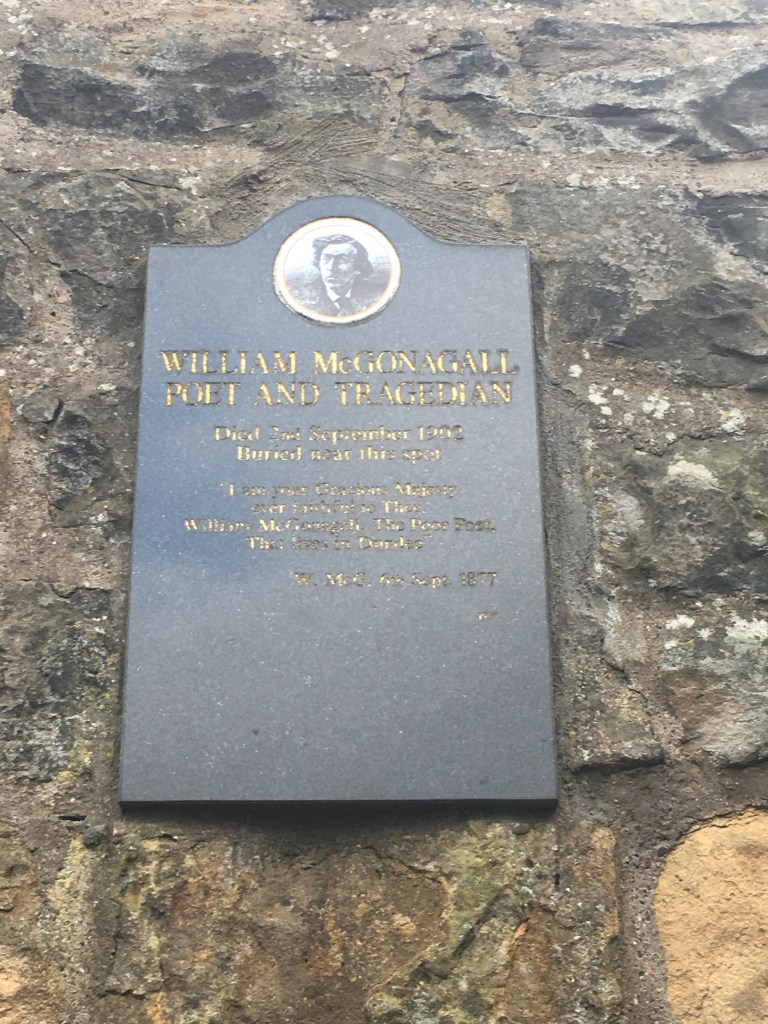 WILLIAM McGONAGALL
POET AND TRAGEDIAN
Died 2nd September 1902
Buried near this spot
"I am your Gracious Majesty
ever faithful to Thee,
William McGonagall, The Poor Poet,
That lives in Dundee"
W. McG. 6th Sept. 1877